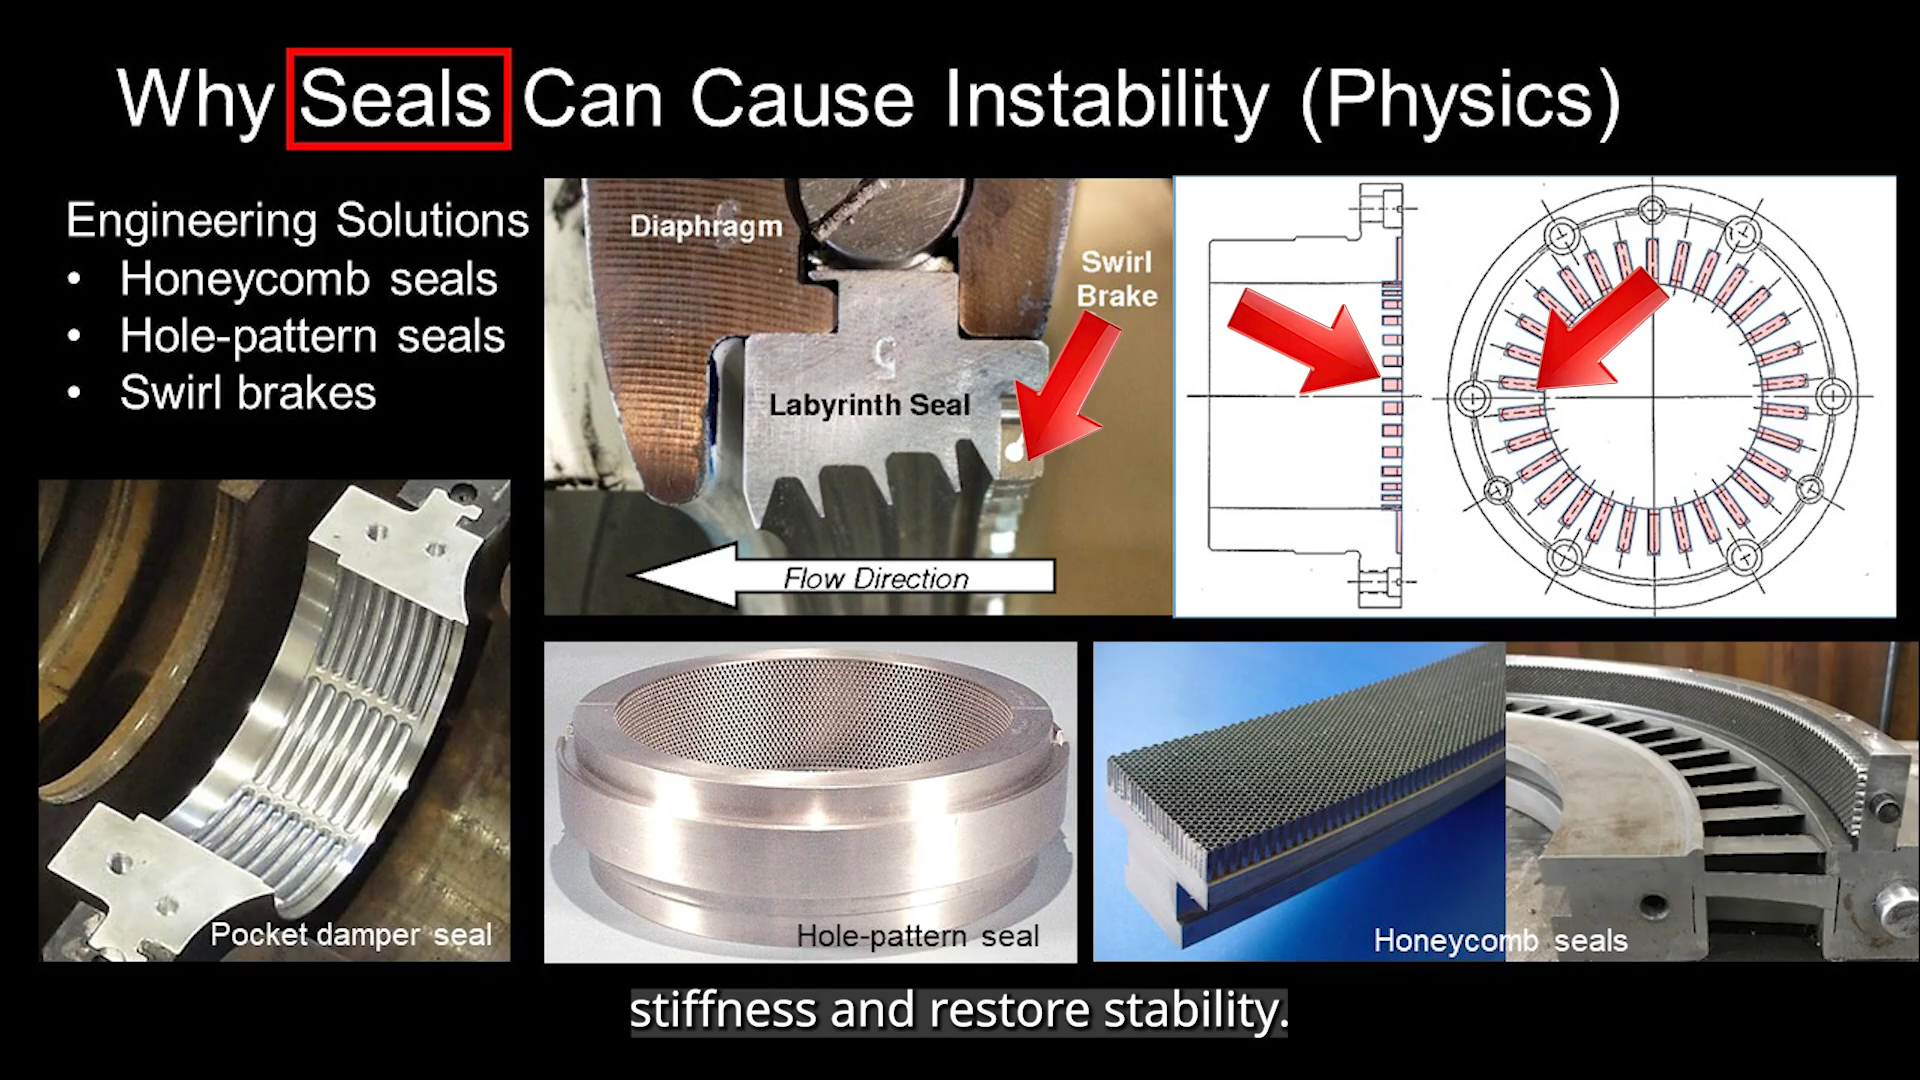 Why Seals Can Cause Instability (Physics)
Engineering Solutions
• Honeycomb seals
• Hole-pattern seals
• Swirl brakes
Diaphragm
Swirl
Brake
Labyrinth Seal
Flow Direction
Pocket damper seal
Hole-pattern seal
Honeycomb seals
stiffness and restore stability.